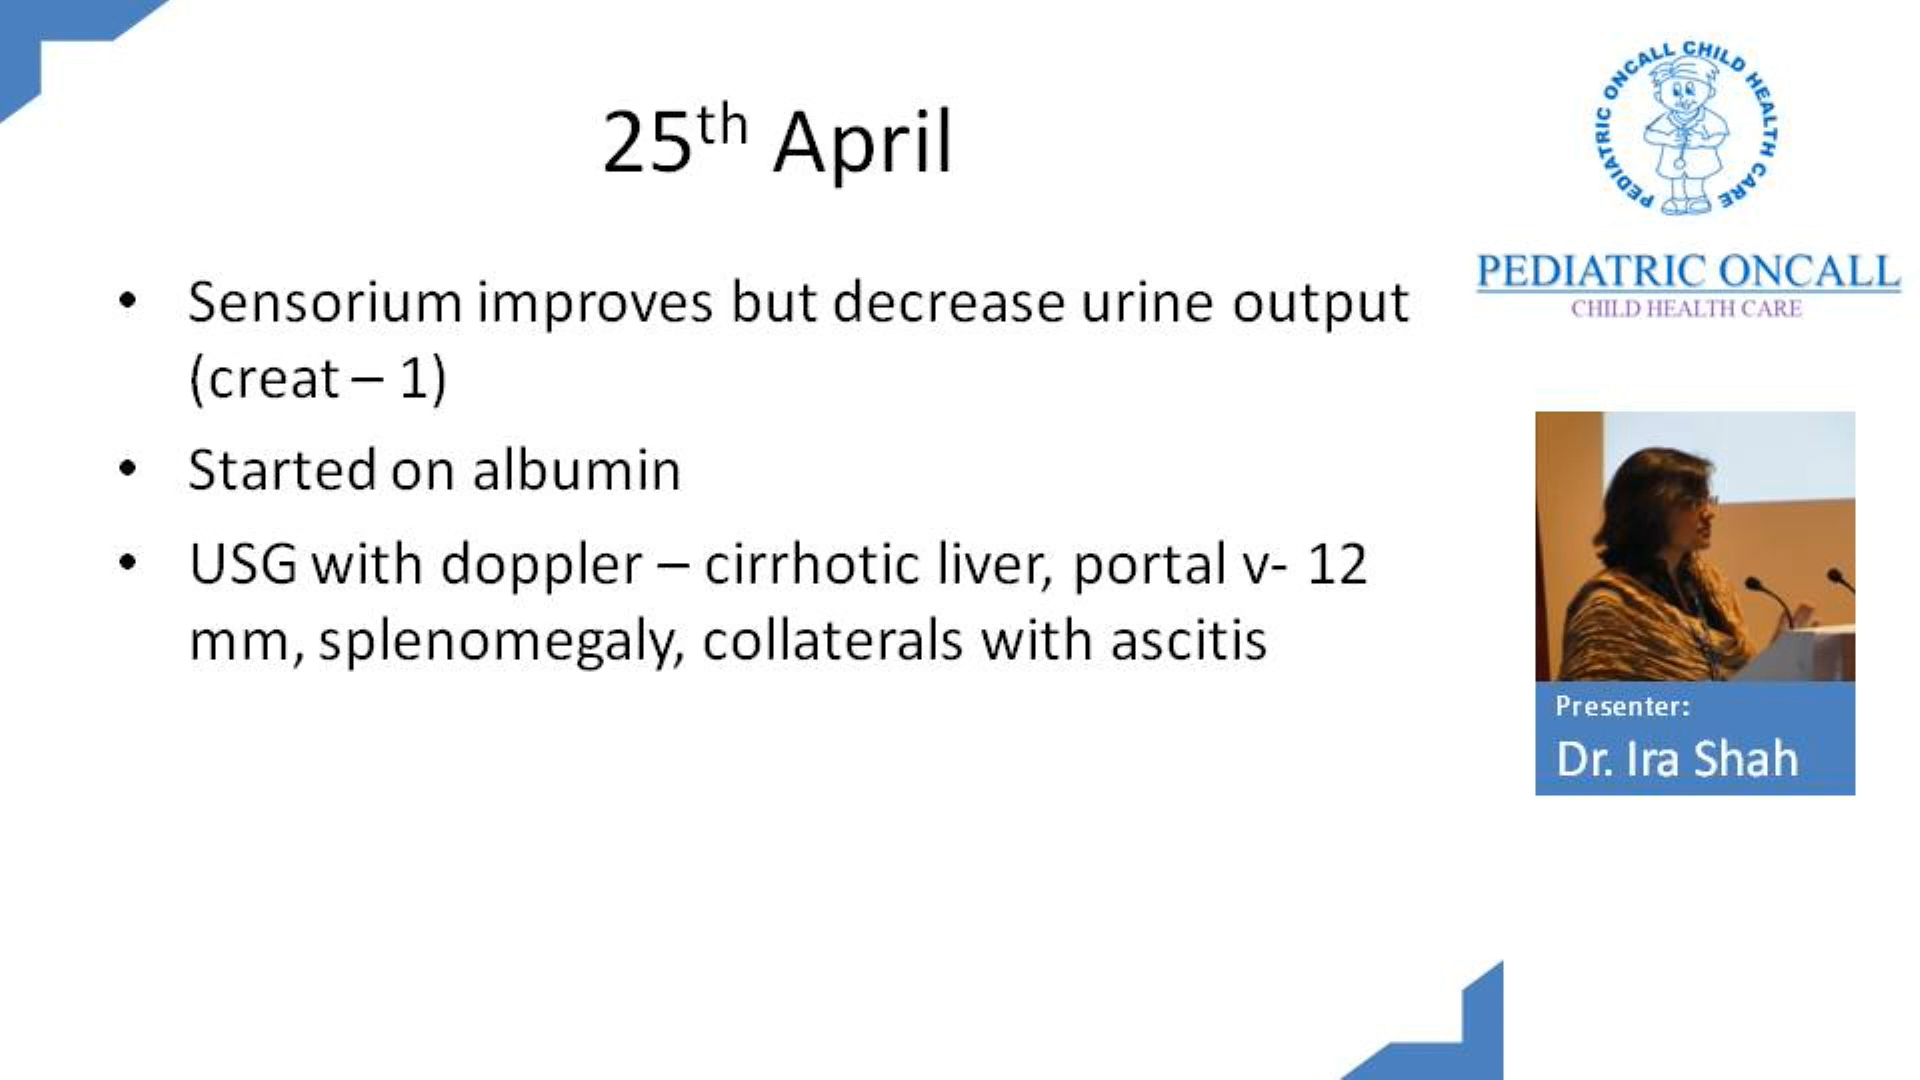 25th April
• Sensorium improves but decrease urine output
(creat – 1)
• Started on albumin
• USG with doppler – cirrhotic liver, portal v- 12
mm, splenomegaly, collaterals with ascitis
PEDIATRIC ONCALL CHILD HEALTH CARE
PEDIATRIC ONCALL
CHILD HEALTH CARE
Presenter:
Dr. Ira Shah